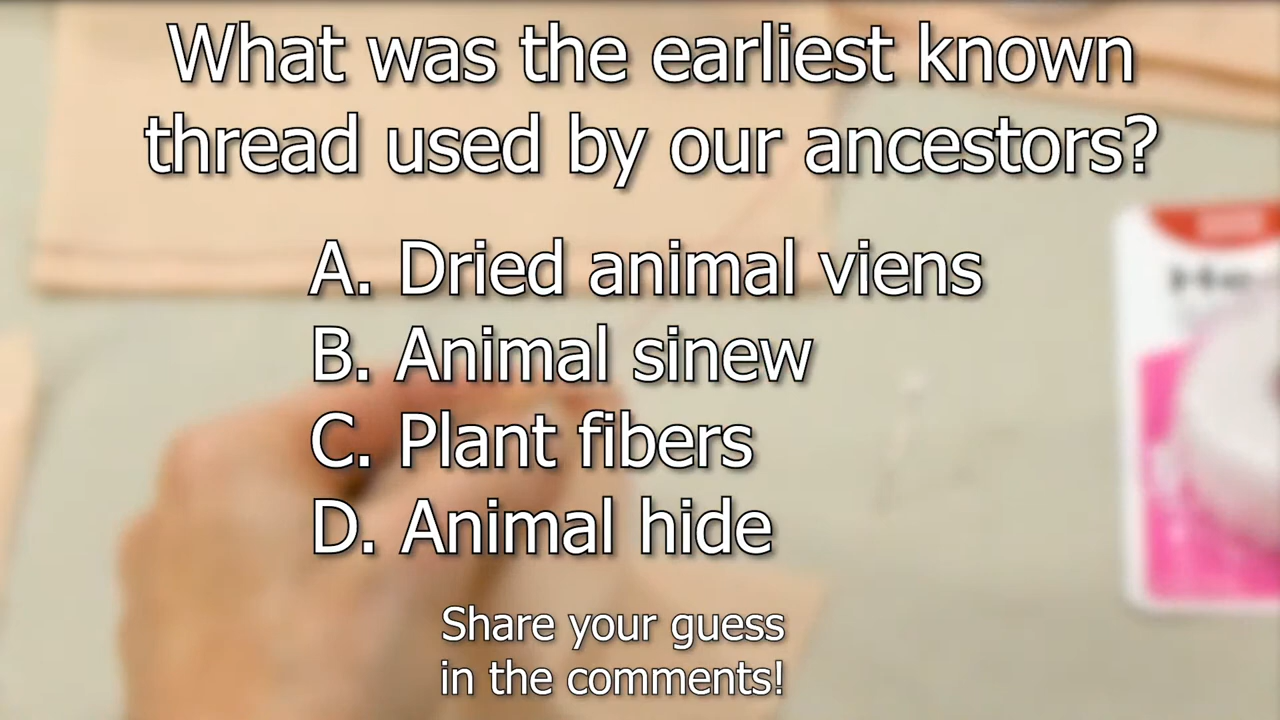 What was the earliest known
thread used by our ancestors?
A. Dried animal viens
B. Animal sinew
C. Plant fibers
D. Animal hide
Share your guess
in the comments!